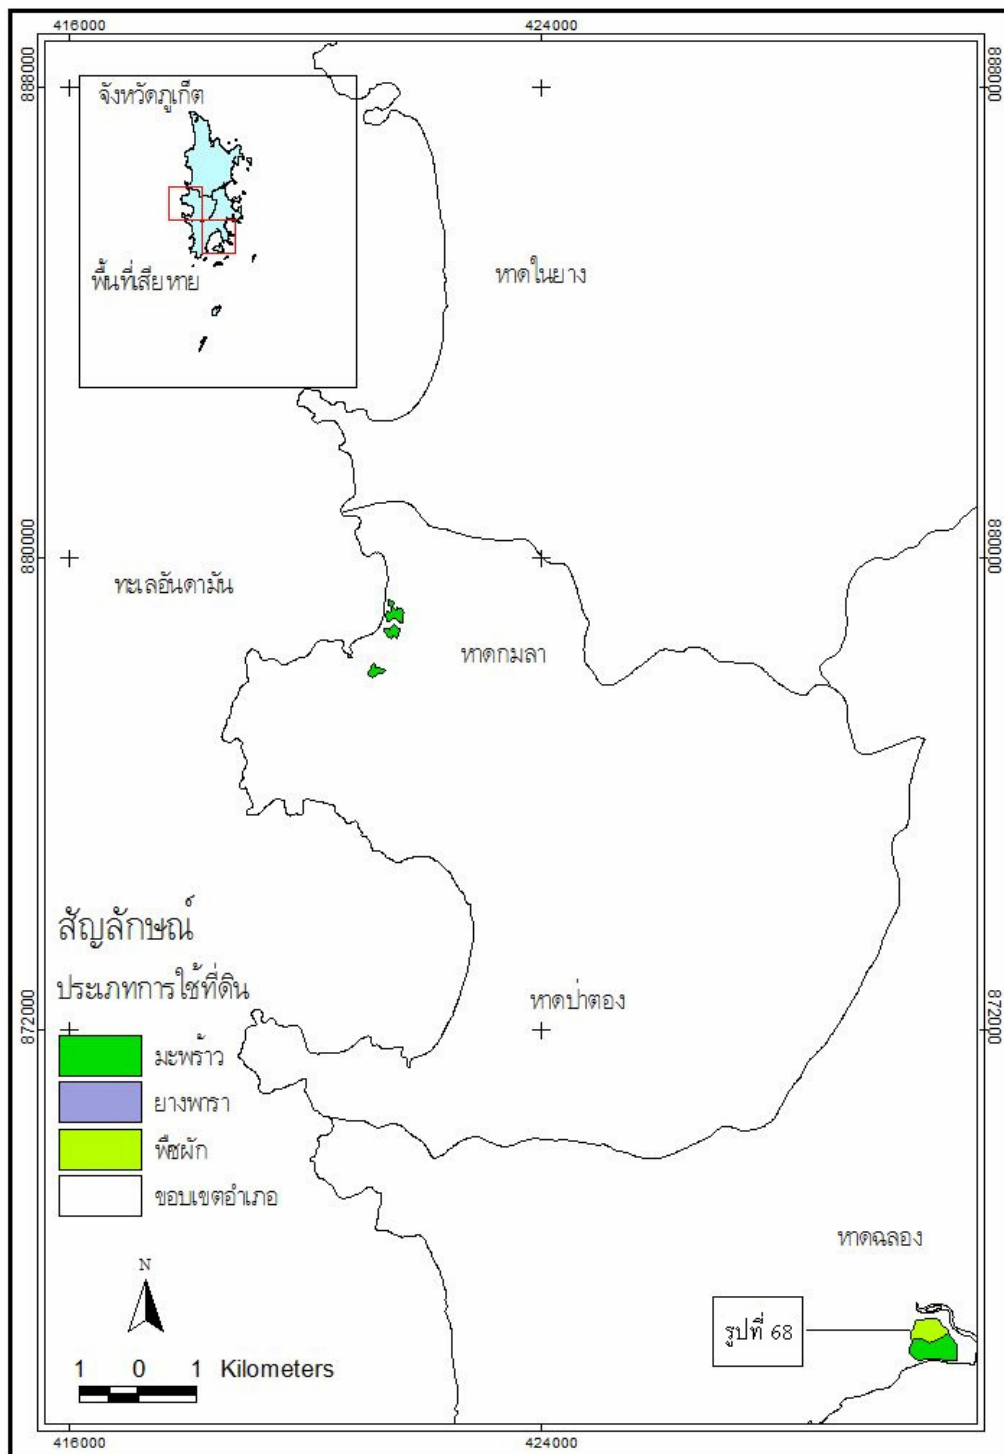 416000 424000
888000 888000
จังหวัดภูเก็ต
หาดในยาง
พื้นที่เสียหาย
880000 880000
ทะเลอันดามัน
หาดกมลา
สัญลักษณ์
ประเภทการใช้ที่ดิน
หาดป่าตอง
872000 872000
มะพร้าว
ยางพารา
พืชผัก
ขอบเขตอำเภอ
หาดฉลอง
N
รูปที่ 68
1 0 1 Kilometers
416000 424000